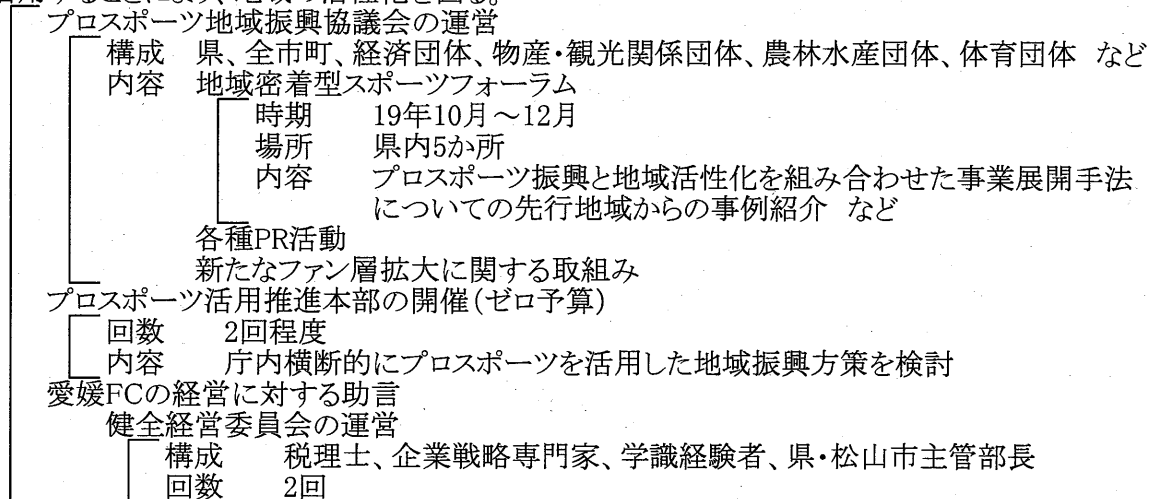 プロスポーツ地域振興協議会の運営
構成 県、全市町、経済団体、物産・観光関係団体、農林水産団体、体育団体 など
内容 地域密着型スポーツフォーラム
時期 19年10月～12月
場所 県内5か所
内容 プロスポーツ振興と地域活性化を組み合わせた事業展開手法
についての先行地域からの事例紹介 など
各種PR活動
新たなファン層拡大に関する取組み
プロスポーツ活用推進本部の開催(ゼロ予算)
回数 2回程度
内容 庁内横断的にプロスポーツを活用した地域振興方策を検討
愛媛FCの経営に対する助言
健全経営委員会の運営
構成 税理士、企業戦略専門家、学識経験者、県・松山市主管部長
回数 2回